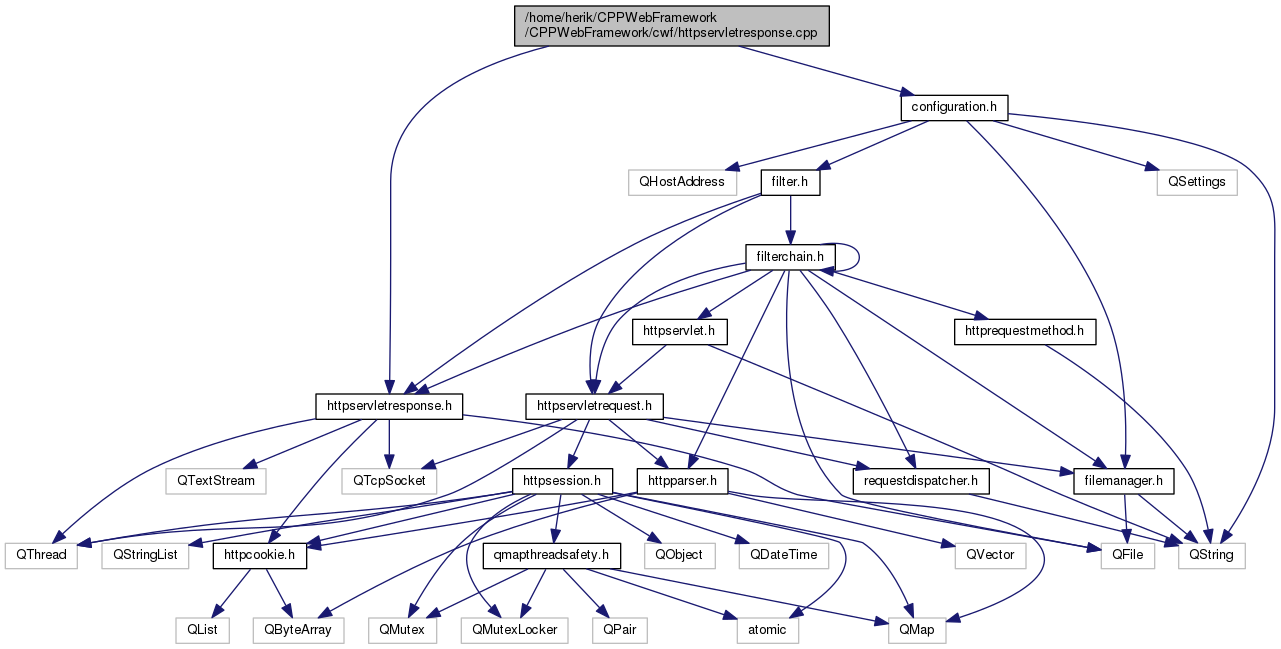 /home/herik/CPPWebFramework
/CPPWebFramework/cwf/httpservletresponse.cpp
configuration.h
QHostAddress
filter.h
QSettings
filterchain.h
httpservlet.h
httprequestmethod.h
httpservletresponse.h
httpservletrequest.h
QTextStream
QTcpSocket
httpsession.h
httpparser.h
requestdispatcher.h
filemanager.h
QThread
QStringList
httpcookie.h
qmapthreadsafety.h
QObject
QDateTime
QVector
QFile
QString
QList
QByteArray
QMutex
QMutexLocker
QPair
atomic
QMap